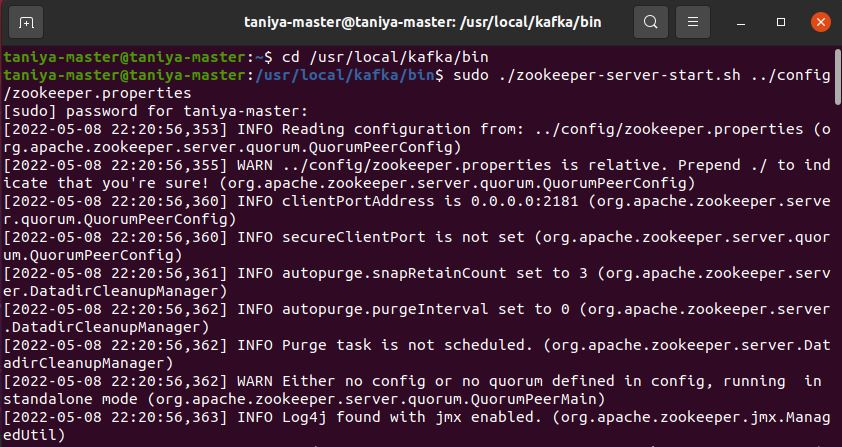 taniya-master@taniya-master: /usr/local/kafka/bin
taniya-master@taniya-master:~$ cd /usr/local/kafka/bin
taniya-master@taniya-master:/usr/local/kafka/bin$ sudo ./zookeeper-server-start.sh ../config
/zookeeper.properties
[sudo] password for taniya-master:
[2022-05-08 22:20:56,353] INFO Reading configuration from: ../config/zookeeper.properties (o
rg.apache.zookeeper.server.quorum.QuorumPeerConfig)
[2022-05-08 22:20:56,355] WARN ../config/zookeeper.properties is relative. Prepend ./ to ind
icate that you're sure! (org.apache.zookeeper.server.quorum.QuorumPeerConfig)
[2022-05-08 22:20:56,360] INFO clientPortAddress is 0.0.0.0:2181 (org.apache.zookeeper.serve
r.quorum.QuorumPeerConfig)
[2022-05-08 22:20:56,360] INFO secureClientPort is not set (org.apache.zookeeper.server.quor
um.QuorumPeerConfig)
[2022-05-08 22:20:56,361] INFO autopurge.snapRetainCount set to 3 (org.apache.zookeeper.serv
er.DatadirCleanupManager)
[2022-05-08 22:20:56,362] INFO autopurge.purgeInterval set to 0 (org.apache.zookeeper.server
.DatadirCleanupManager)
[2022-05-08 22:20:56,362] INFO Purge task is not scheduled. (org.apache.zookeeper.server.Dat
adirCleanupManager)
[2022-05-08 22:20:56,362] WARN Either no config or no quorum defined in config, running  in
standalone mode (org.apache.zookeeper.server.quorum.QuorumPeerMain)
[2022-05-08 22:20:56,363] INFO Log4j found with jmx enabled. (org.apache.zookeeper.jmx.Manag
edUtil)